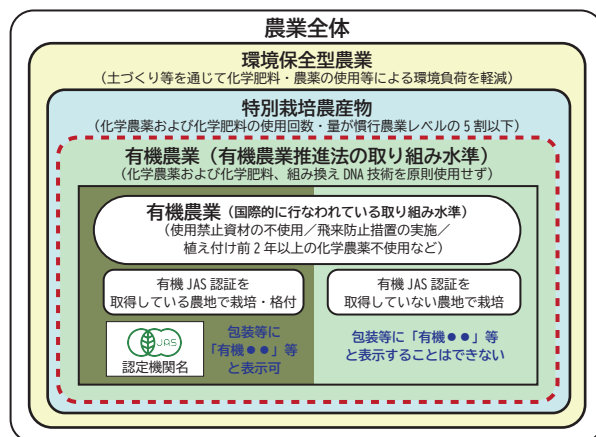 農業全体
環境保全型農業
（土づくり等を通じて化学肥料・農薬の使用等による環境負荷を軽減）
特別栽培農産物
（化学農薬および化学肥料の使用回数・量が慣行農業レベルの５割以下）
有機農業（有機農業推進法の取り組み水準）
（化学農薬および化学肥料、組み換えDNA技術を原則使用せず）
有機農業（国際的に行なわれている取り組み水準）
（使用禁止資材の不使用／飛来防止措置の実施／
植え付け前２年以上の化学農薬不使用など）
有機JAS認証を
取得している農地で栽培・格付
JAS
認定機関名
包装等に
「有機●●」等
と表示可
有機JAS認証を
取得していない農地で栽培
包装等に「有機●●」等
と表示することはできない